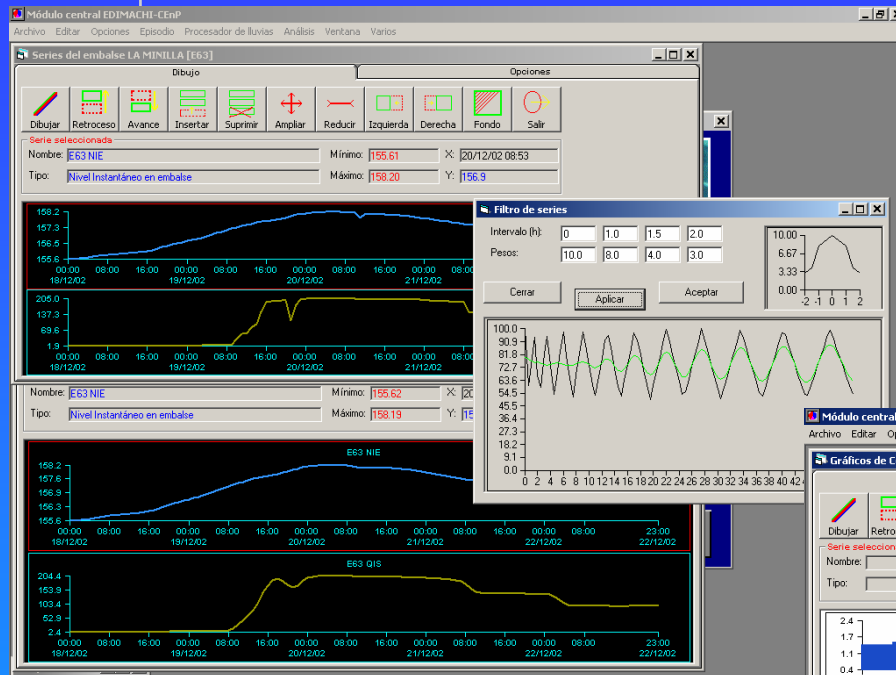 Módulo central EDIMACHI-CEnP
Archivo Editar Opciones Episodio Procesador de lluvias Análisis Ventana Varios
Series del embalse LA MINILLA [E63]
Dibujo Opciones
Dibujar Retroceso Avance Insertar Suprimir Ampliar Reducir Izquierda Derecha Fondo Salir
Serie seleccionada
Nombre: E63 NIE Mínimo: 155.61 X: 20/12/02 08:53
Tipo: Nivel Instantáneo en embalse Máximo: 158.20 Y: 156.9
158.2
157.3
156.5
155.6
00:00 08:00 16:00 00:00 08:00 16:00 00:00 08:00 16:00 00:00 08:00
18/12/02 19/12/02 20/12/02 21/12/02
205.0
137.3
69.6
1.9
00:00 08:00 16:00 00:00 08:00 16:00 00:00 08:00 16:00 00:00 08:00
18/12/02 19/12/02 20/12/02 21/12/02
Nombre: E63 NIE Mínimo: 155.62 X: 20
Tipo: Nivel Instantáneo en embalse Máximo: 158.19 Y: 15
E63 NIE
158.2
157.6
156.9
156.3
155.6
00:00 08:00 16:00 00:00 08:00 16:00 00:00 08:00 16:00 00:00 08:00 16:00 00:00 08:00 23:00
18/12/02 19/12/02 20/12/02 21/12/02 22/12/02 22/12/02
E63 QIS
204.4
153.9
103.4
52.9
2.4
00:00 08:00 16:00 00:00 08:00 16:00 00:00 08:00 16:00 00:00 08:00 16:00 00:00 08:00 23:00
18/12/02 19/12/02 20/12/02 21/12/02 22/12/02 22/12/02
Filtro de series
Intervalo (h): 0 1.0 1.5 2.0
Pesos: 10.0 8.0 4.0 3.0
Cerrar Aplicar Aceptar
10.00
6.67
3.33
0.00
-2 -1 0 1 2
100.0
90.9
81.8
72.7
63.6
54.5
45.5
36.4
27.3
18.2
9.1
0.0
0 2 4 6 8 10 12 14 16 18 20 22 24 26 28 30 32 34 36 38 40 42
Módulo central
Archivo Editar Op
Gráficos de C
Dibujar Retro
Serie seleccion
Nombre:
Tipo:
2.4
1.7
1.1
0.4